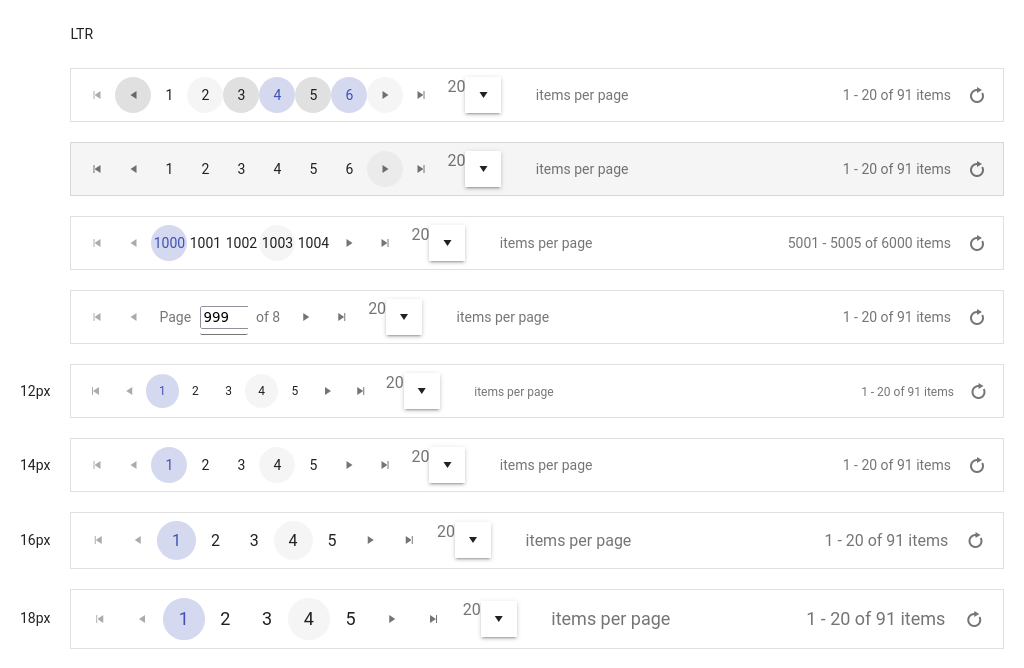 LTR
1 2 3 4 5 6 20 items per page 1 - 20 of 91 items
1 2 3 4 5 6 20 items per page 1 - 20 of 91 items
1000 1001 1002 1003 1004 20 items per page 5001 - 5005 of 6000 items
Page 999 of 8 20 items per page 1 - 20 of 91 items
12px 1 2 3 4 5 20 items per page 1 - 20 of 91 items
14px 1 2 3 4 5 20 items per page 1 - 20 of 91 items
16px 1 2 3 4 5 20 items per page 1 - 20 of 91 items
18px 1 2 3 4 5 20 items per page 1 - 20 of 91 items